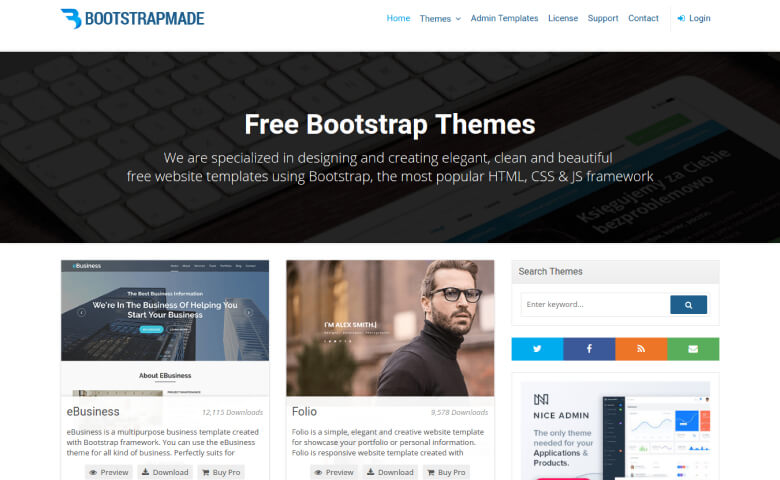 BOOTSTRAPMADE
Home Themes Admin Templates License Support Contact Login
Free Bootstrap Themes
We are specialized in designing and creating elegant, clean and beautiful
free website templates using Bootstrap, the most popular HTML, CSS & JS framework
Księgujemy za Ciebie
bezproblemowo
eBusiness
The Best Business Information
We're In The Business Of Helping You
Start Your Business
About EBusiness
eBusiness 12,115 Downloads
eBusiness is a multipurpose business template created
with Bootstrap framework. You can use the eBusiness
theme for all kind of business. Perfectly suits for
Preview Download Buy Pro
I'M ALEX SMITH.
Folio 9,578 Downloads
Folio is a simple, elegant and creative website template
for showcase your portfolio or personal information.
Folio is responsive website template created with
Preview Download Buy Pro
Search Themes
Enter keyword...
NICE ADMIN
The only theme
needed for your
Applications &
Products.